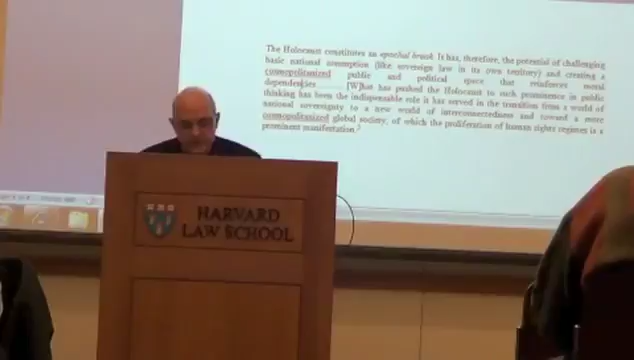 The Holocaust constitutes an epochal break. It has, therefore, the potential of challenging
basic national assumption (like sovereign law in its own territory) and creating a
cosmopolitanized public and political space that reinforces moral
dependencies ......... [W]hat has pushed the Holocaust to such prominence in public
thinking has been the indispensable role it has served in the transition from a world of
national sovereignty to a new world of interconnectedness and toward a more
cosmopolitanized global society, of which the proliferation of human rights regimes is a
prominent manifestation.
HARVARD
LAW SCHOOL